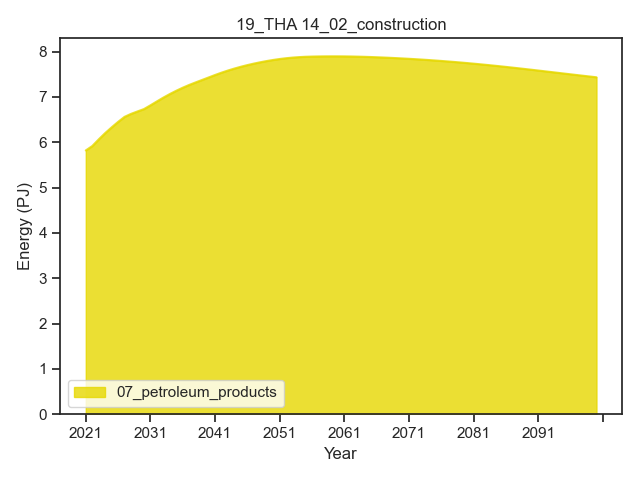 19_THA 14_02_construction
8
7
6
5
4
3
2
1
0
Energy (PJ)
07_petroleum_products
2021 2031 2041 2051 2061 2071 2081 2091
Year